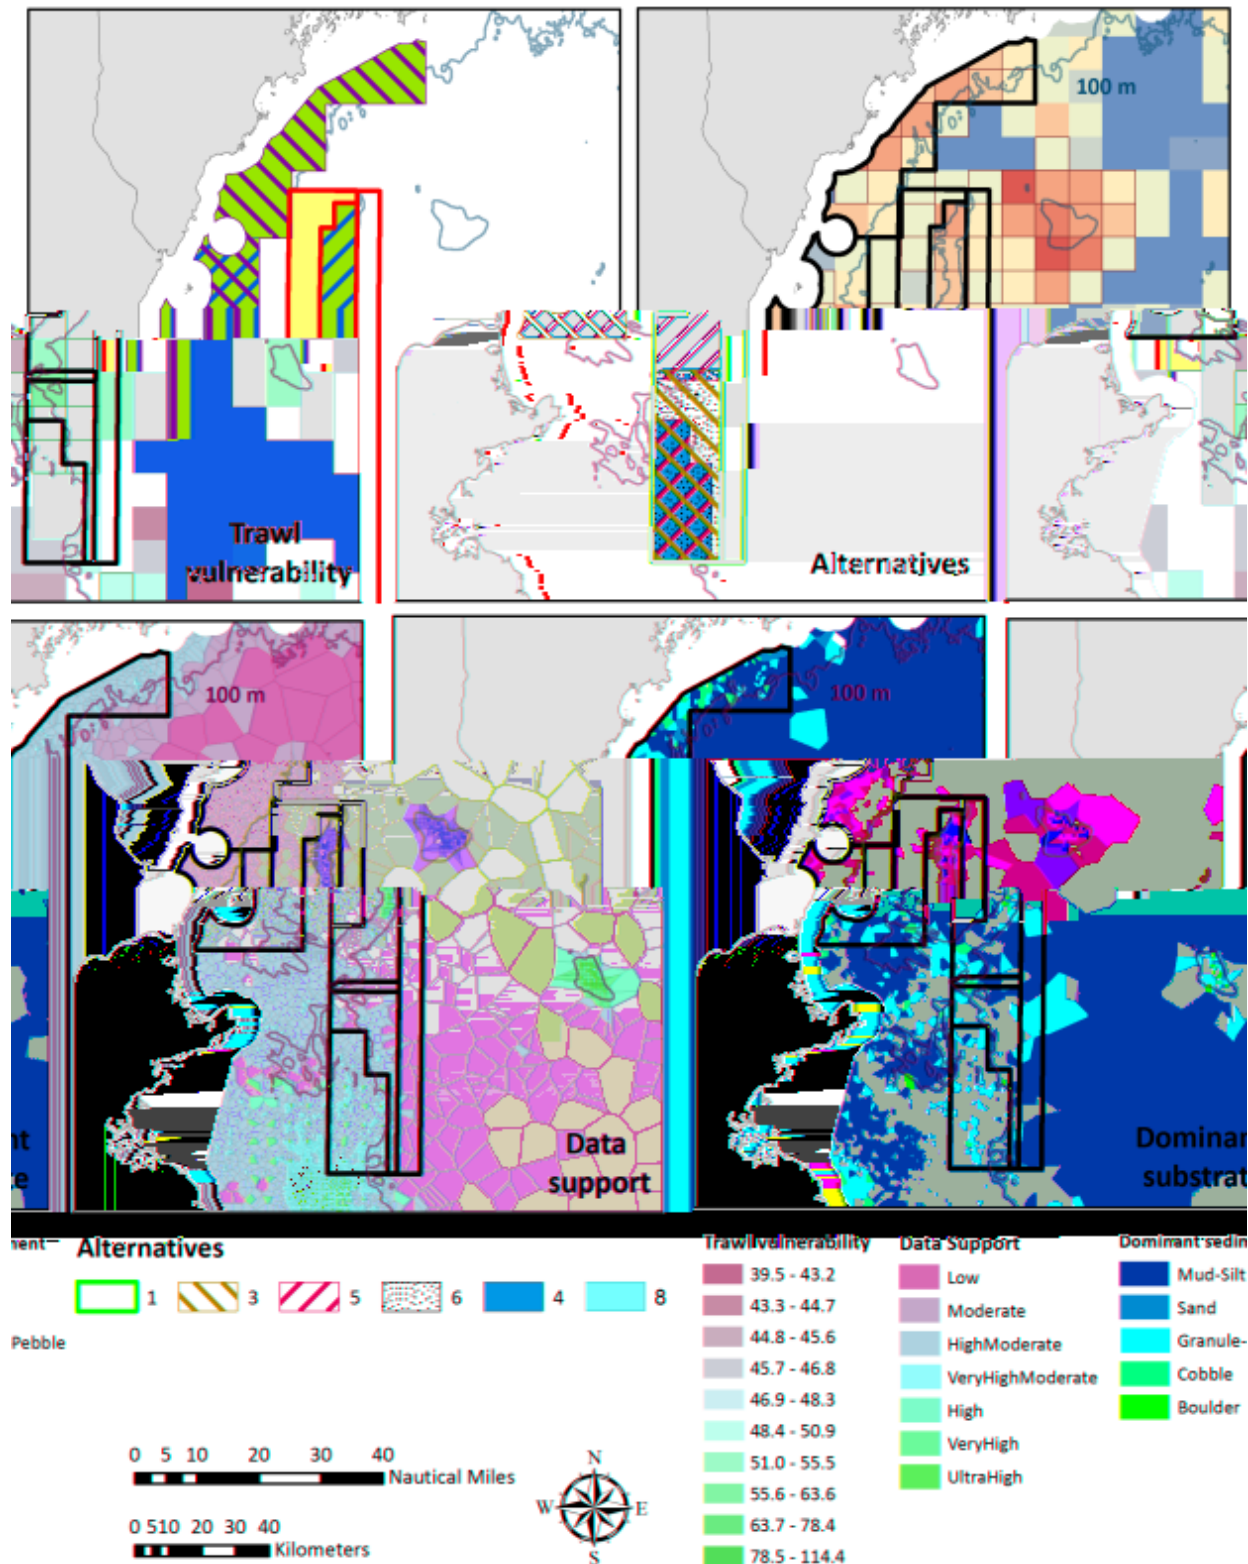 100 m
Trawl
vulnerability
Alternatives
100 m
100 m
Data
support
Dominan
substrat
Alternatives
1 3 5 6 4 8
Pebble
Trawl vulnerability
39.5 - 43.2
43.3 - 44.7
44.8 - 45.6
45.7 - 46.8
46.9 - 48.3
48.4 - 50.9
51.0 - 55.5
55.6 - 63.6
63.7 - 78.4
78.5 - 114.4
Data Support
Low
Moderate
HighModerate
VeryHighModerate
High
VeryHigh
UltraHigh
Dominant sedin
Mud-Silt
Sand
Granule-
Cobble
Boulder
0 5 10 20 30 40
Nautical Miles
0 510 20 30 40
Kilometers
N
W E
S